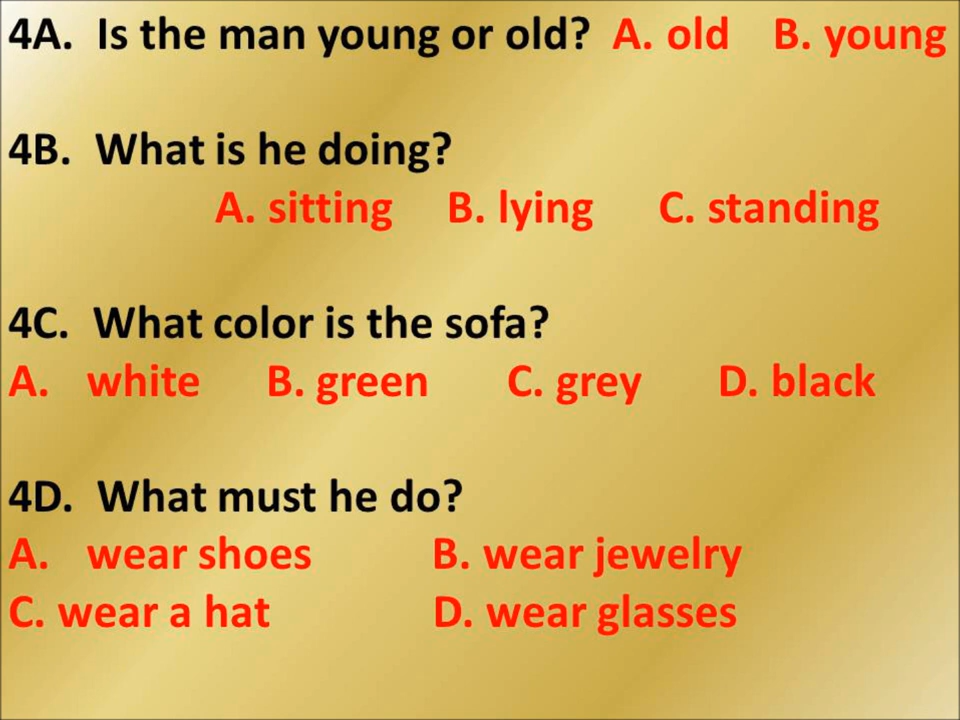 4A. Is the man young or old? A. old B. young
4B. What is he doing?
A. sitting B. lying C. standing
4C. What color is the sofa?
A. white B. green C. grey D. black
4D. What must he do?
A. wear shoes B. wear jewelry
C. wear a hat D. wear glasses